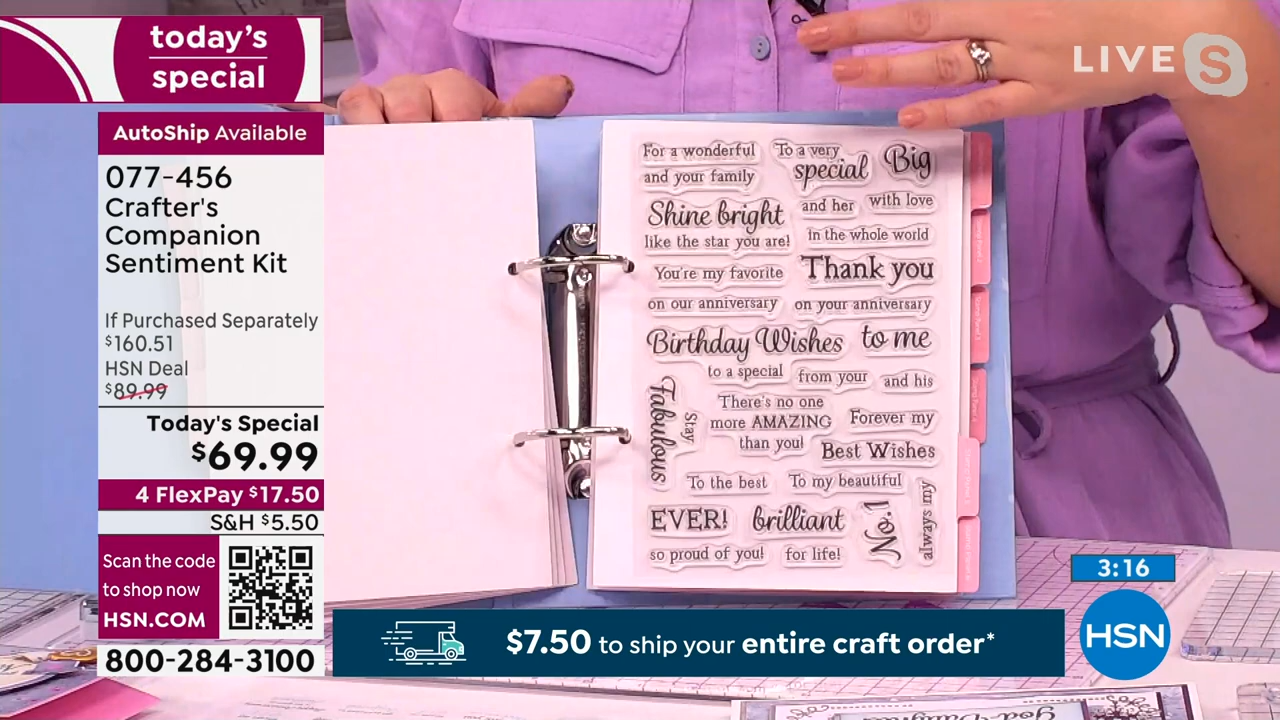 today's
special
AutoShip Available
077-456
Crafter's
Companion
Sentiment Kit
If Purchased Separately
$160.51
HSN Deal
$89.99
Today's Special
$69.99
4 FlexPay $17.50
S&H $5.50
Scan the code
to shop now
HSN.COM
800-284-3100
LIVE S
For a wonderful
and your family
To a very
special
Big
Shine bright
like the star you are!
and her
with love
in the whole world
You're my favorite
Thank you
on our anniversary
on your anniversary
Birthday Wishes
to me
to a special
from your
and his
Stay
Fabulous
There's no one
more AMAZING
than you!
Forever my
Best Wishes
To the best
To my beautiful
EVER!
brilliant
No.1
always my
so proud of you!
for life!
3:16
$7.50 to ship your entire craft order*
HSN